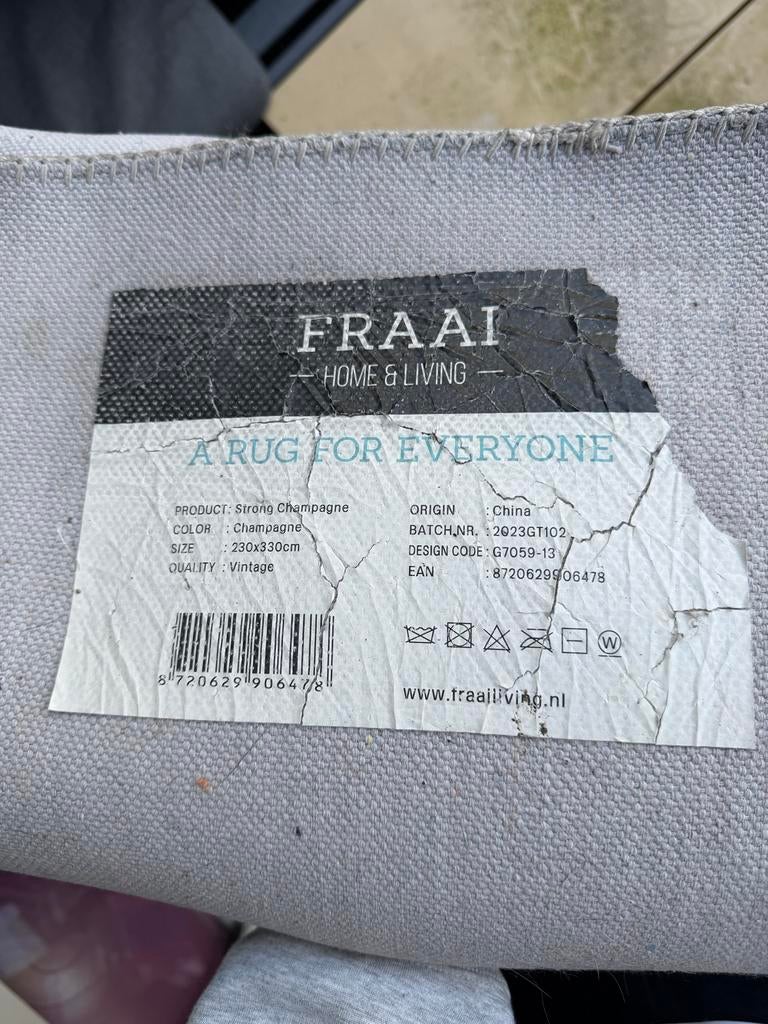 FRAAI
HOME & LIVING
A RUG FOR EVERYONE
PRODUCT: Strong Champagne
COLOR : Champagne
SIZE : 230x330cm
QUALITY : Vintage
ORIGIN : China
BATCH.NR. : 2023GT102
DESIGN CODE : G7059-13
EAN : 8720629906478
8 720629 906478
W
www.fraailiving.nl